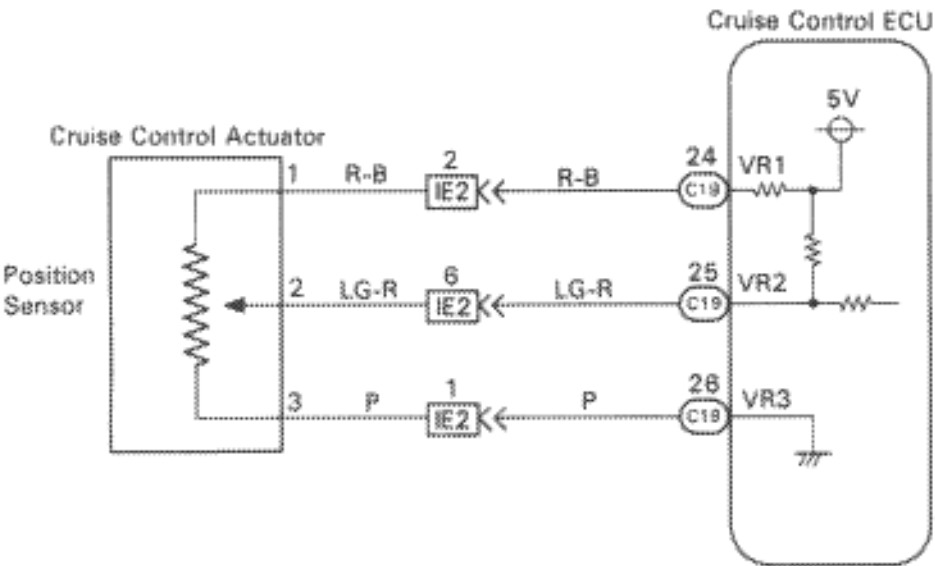 Cruise Control ECU
5V
Cruise Control Actuator
1 R-B 2 IE2 R-B 24 C19 VR1
Position
Sensor
2 LG-R 6 IE2 LG-R 25 C19 VR2
3 P 1 IE2 P 26 C19 VR3